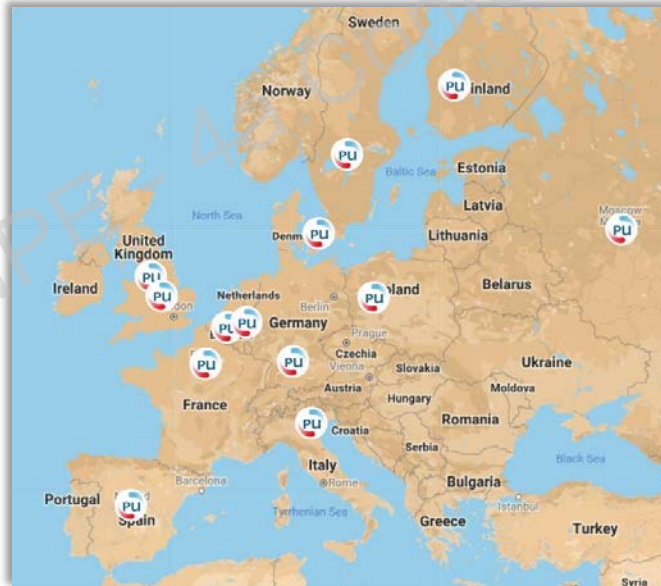 Sweden
PU
inland
Norway
PU
Baltic Sea
Estonia
Latvia
North Sea
Moscow
PU
Denm
PU
Lithuania
United
Kingdom
PU
Ireland
PU
Netherlands
Berlin
PU
land
Belarus
PU
PU
Germany
Prague
Czechia
PU
PU
Vienna
Slovakia
Ukraine
Austria
Hungary
Moldova
France
PU
Croatia
Romania
Serbia
Italy
Black Sea
Barcelona
Rome
Bulgaria
Portugal
PU
Spain
Istanbul
Tyrrhenian Sea
Greece
Turkey
Syria